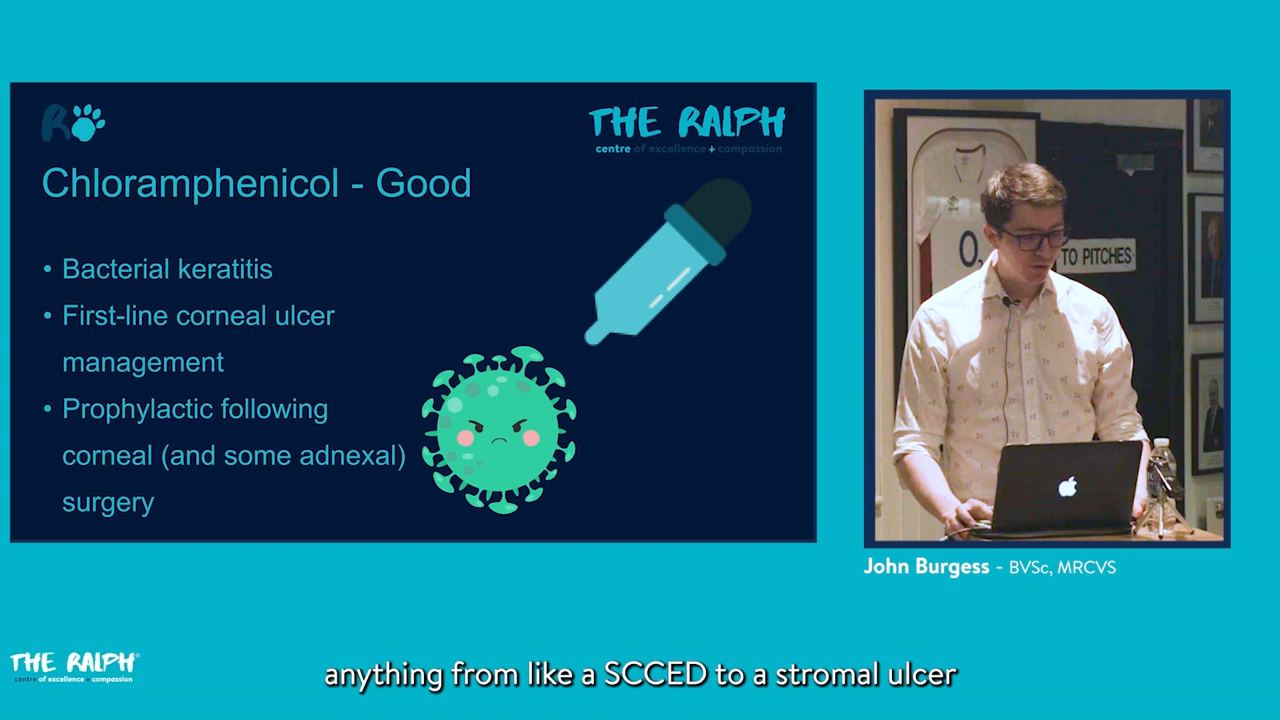 THE RALPH
centre of excellence + compassion
Chloramphenicol - Good
• Bacterial keratitis
• First-line corneal ulcer
management
• Prophylactic following
corneal (and some adnexal)
surgery
O2
TO PITCHES
John Burgess - BVSc, MRCVS
THE RALPH
centre of excellence + compassion
anything from like a SCCED to a stromal ulcer